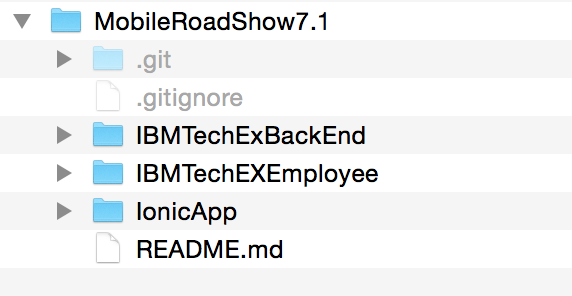 MobileRoadShow7.1
.git
.gitignore
IBMTechExBackEnd
IBMTechEXEmployee
IonicApp
README.md